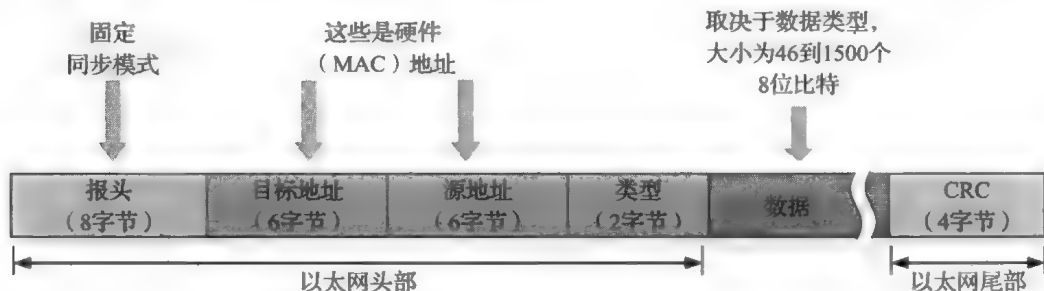 固定
同步模式
这些是硬件
（MAC）地址
取决于数据类型，
大小为46到1500个
8位比特
报头
（8字节）
目标地址
（6字节）
源地址
（6字节）
类型
（2字节）
数据
CRC
（4字节）
以太网头部
以太网尾部